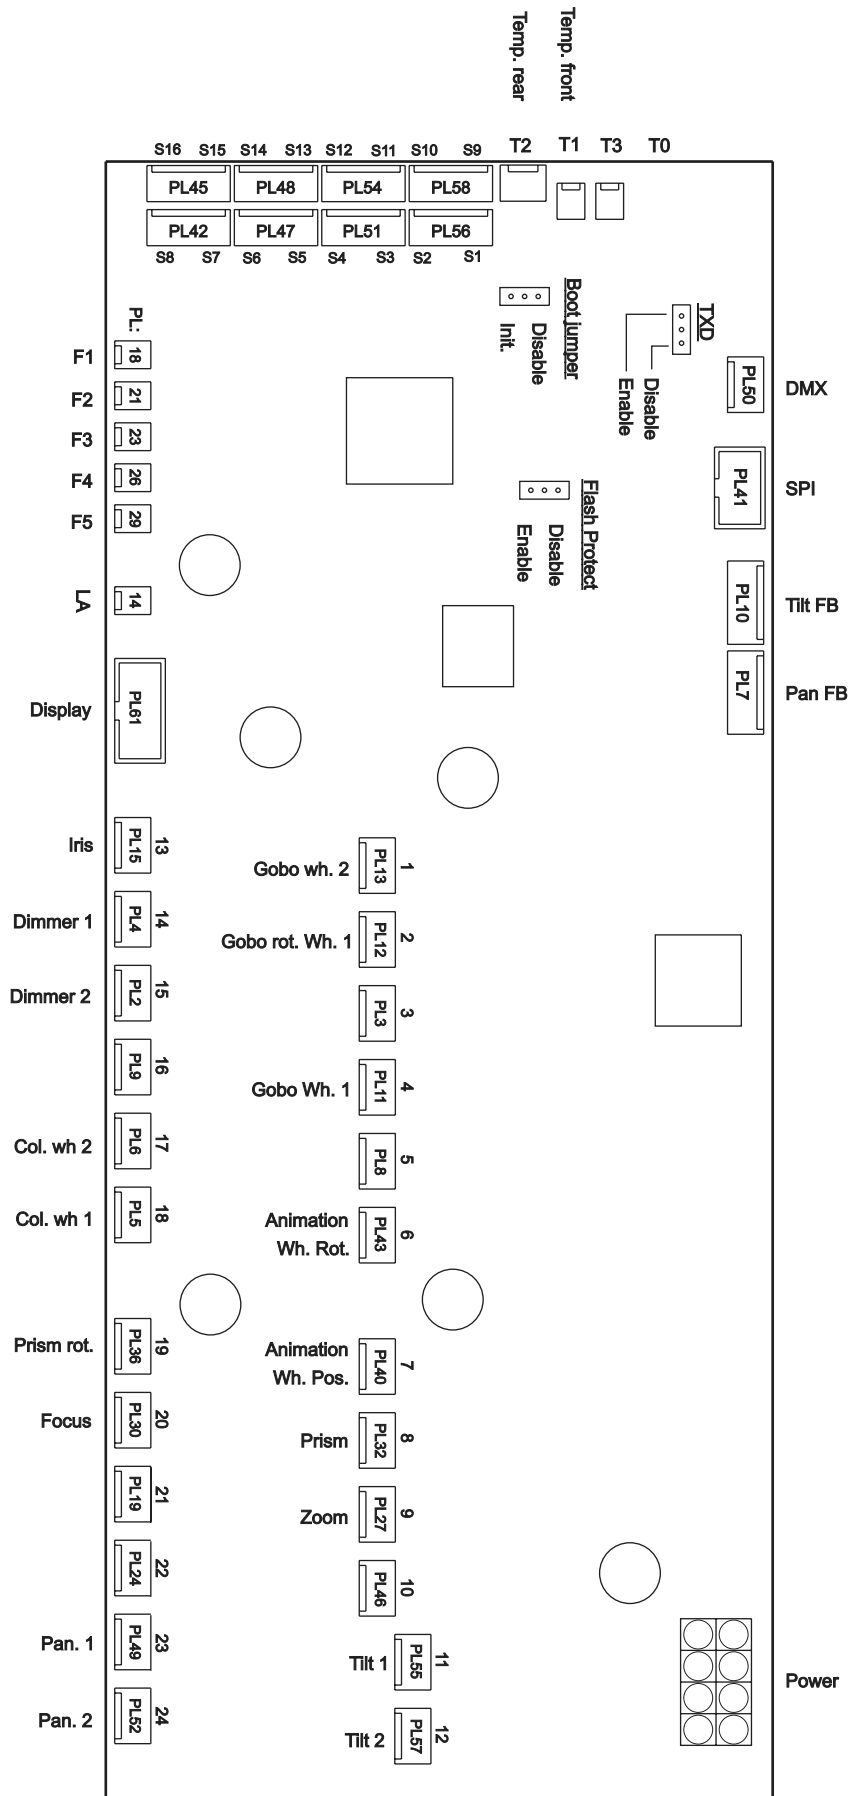 Temp. rear
Temp. front
S16 S15 S14 S13 S12 S11 S10 S9 T2 T1 T3 T0
PL45 PL48 PL54 PL58
PL42 PL47 PL51 PL56
S8 S7 S6 S5 S4 S3 S2 S1
Boot jumper
Disable
Init.
TXD
Disable
Enable
PL:
F1 18
F2 21
F3 23
F4 26
F5 29
PL50 DMX
PL41 SPI
Flash Protect
Disable
Enable
LA 14
PL10 Tilt FB
PL7 Pan FB
Display PL61
Iris PL15 13
Dimmer 1 PL4 14
Dimmer 2 PL2 15
PL9 16
Col. wh 2 PL6 17
Col. wh 1 PL5 18
Prism rot. PL36 19
Focus PL30 20
PL19 21
PL24 22
Pan. 1 PL49 23
Pan. 2 PL52 24
Gobo wh. 2 PL13 1
Gobo rot. Wh. 1 PL12 2
PL3 3
Gobo Wh. 1 PL11 4
PL8 5
Animation
Wh. Rot. PL43 6
Animation
Wh. Pos. PL40 7
Prism PL32 8
Zoom PL27 9
PL46 10
Tilt 1 PL55 11
Tilt 2 PL57 12
Power